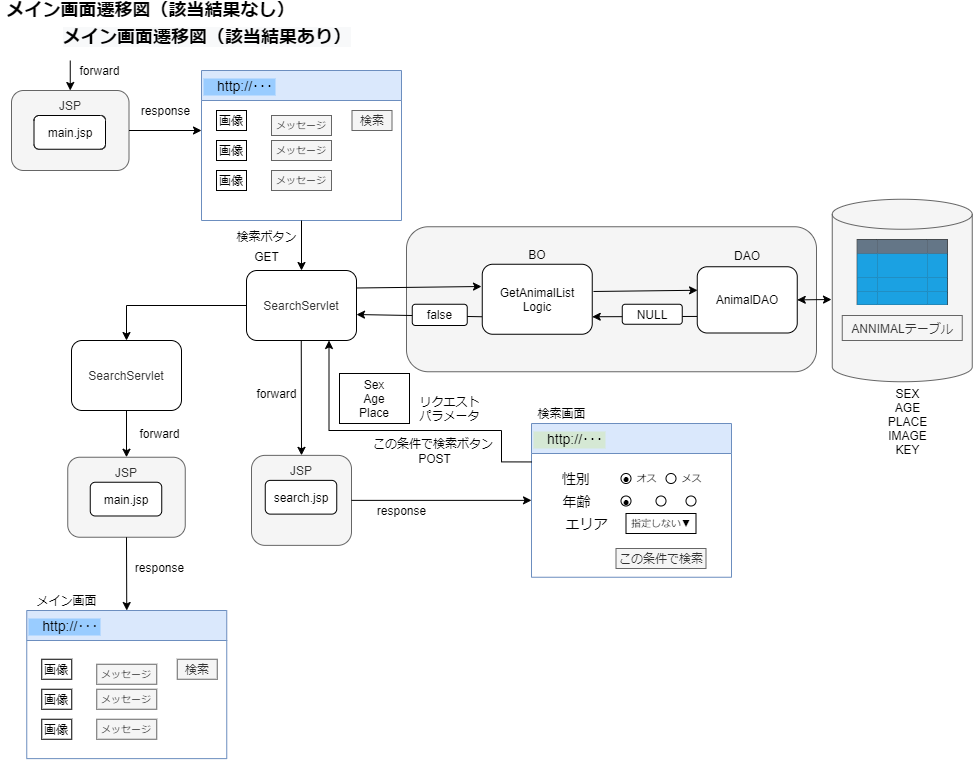 メイン画面遷移図（該当結果なし）
メイン画面遷移図（該当結果あり）
forward
JSP
main.jsp
response
http://･･･
画像
メッセージ
検索
画像
メッセージ
画像
メッセージ
検索ボタン
GET
SearchServlet
BO
GetAnimalList
Logic
DAO
AnimalDAO
false
NULL
ANNIMALテーブル
SEX
AGE
PLACE
IMAGE
KEY
SearchServlet
forward
JSP
main.jsp
response
forward
JSP
search.jsp
response
Sex
Age
Place
リクエスト
パラメータ
この条件で検索ボタン
POST
検索画面
http://･･･
性別
オス
メス
年齢
エリア
指定しない▼
この条件で検索
メイン画面
http://･･･
画像
メッセージ
検索
画像
メッセージ
画像
メッセージ